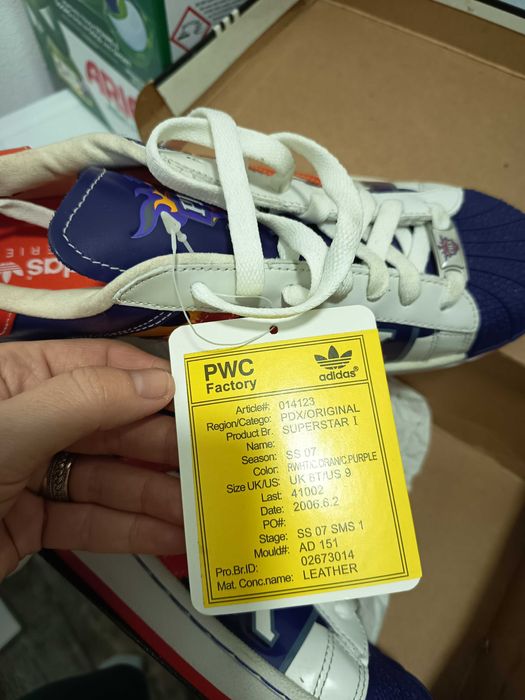 ARIE
adidas
ERIE
PWC
Factory
adidas
Article#: 014123
Region/Catego: PDX/ORIGINAL
Product Br. SUPERSTAR I
Name:
Season: SS 07
Color: RWHT/C.ORAN/C.PURPLE
Size UK/US: UK 8T/US 9
Last: 41002
Date: 2006.6.2
PO#:
Stage: SS 07 SMS 1
Mould#: AD 151
Pro.Br.ID: 02673014
Mat. Conc.name: LEATHER